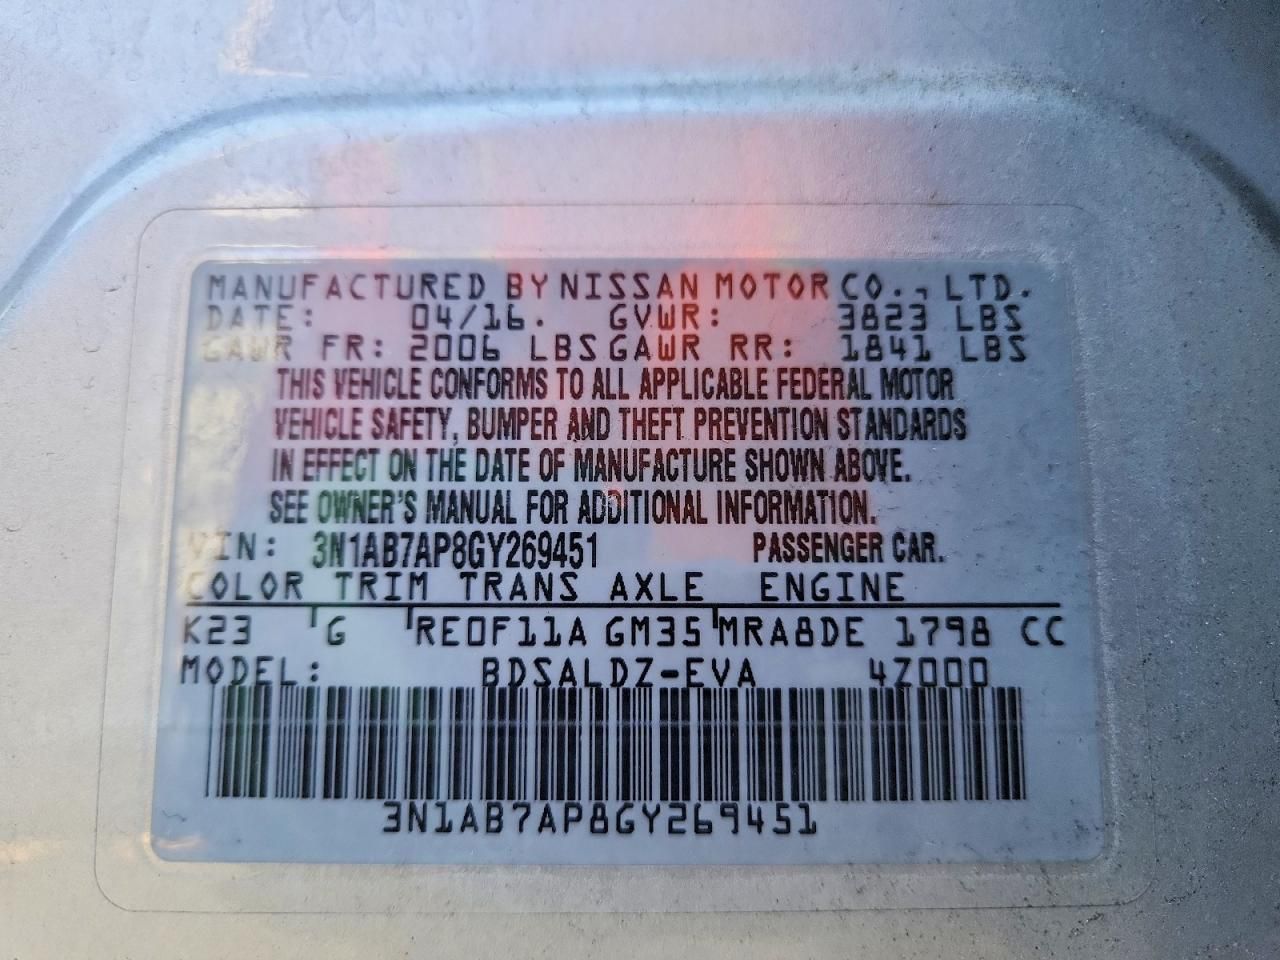 MANUFACTURED BY NISSAN MOTOR CO., LTD.
DATE: 04/16. GVWR: 3823 LBS
GAWR FR: 2006 LBS GAWR RR: 1841 LBS
THIS VEHICLE CONFORMS TO ALL APPLICABLE FEDERAL MOTOR
VEHICLE SAFETY, BUMPER AND THEFT PREVENTION STANDARDS
IN EFFECT ON THE DATE OF MANUFACTURE SHOWN ABOVE.
SEE OWNER'S MANUAL FOR ADDITIONAL INFORMATION.
VIN: 3N1AB7AP8GY269451 PASSENGER CAR.
COLOR TRIM TRANS AXLE ENGINE
K23 G RE0F11A GM35 MRA8DE 1798 CC
MODEL: BDSALDZ-EVA 4Z000
3N1AB7AP8GY269451